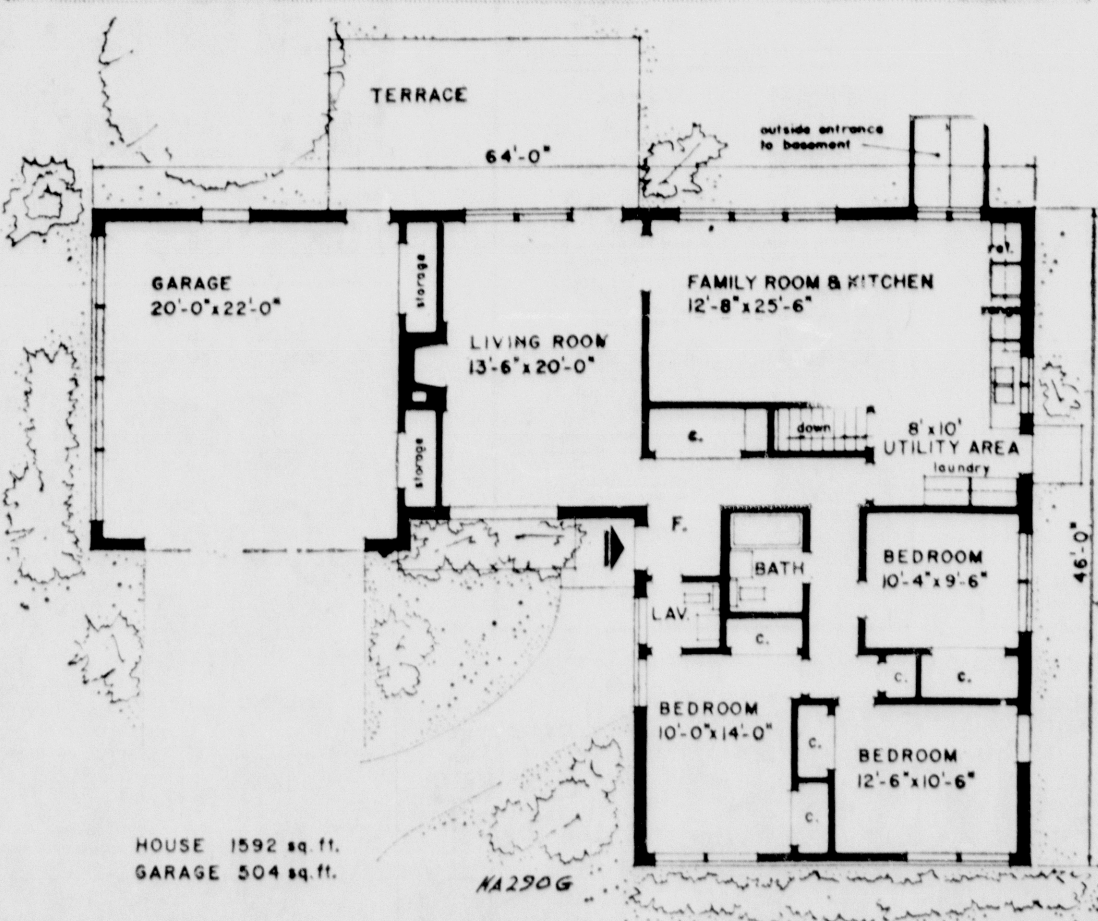 TERRACE
outside entrance
to basement
64'-0"
GARAGE
20'-0"x22'-0"
storage
LIVING ROOM
13'-6"x20'-0"
FAMILY ROOM & KITCHEN
12'-8"x25'-6"
ref.
range
storage
c.
down
8'x10'
UTILITY AREA
laundry
F.
BATH
BEDROOM
10'-4"x9'-6"
46'-0"
LAV.
c.
c.
c.
BEDROOM
10'-0"x14'-0"
c.
BEDROOM
12'-6"x10'-6"
c.
HOUSE 1592 sq. ft.
GARAGE 504 sq. ft.
NA290G